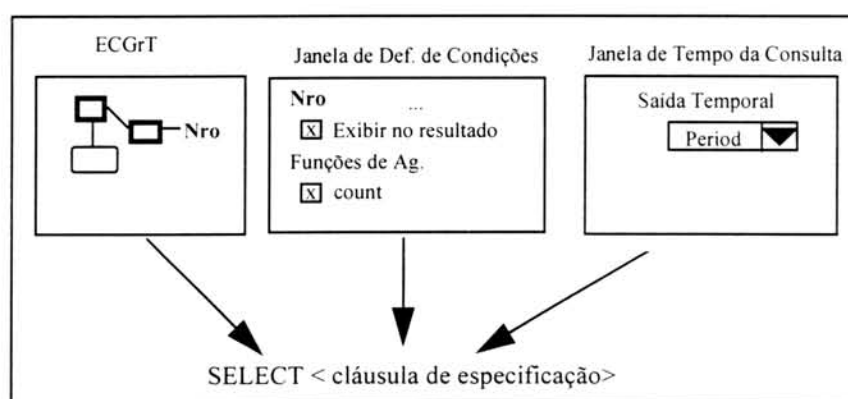 ECGrT
Janela de Def. de Condições
Janela de Tempo da Consulta
Nro
Nro ...
x Exibir no resultado
Funções de Ag.
x count
Saída Temporal
Period
SELECT < cláusula de especificação>